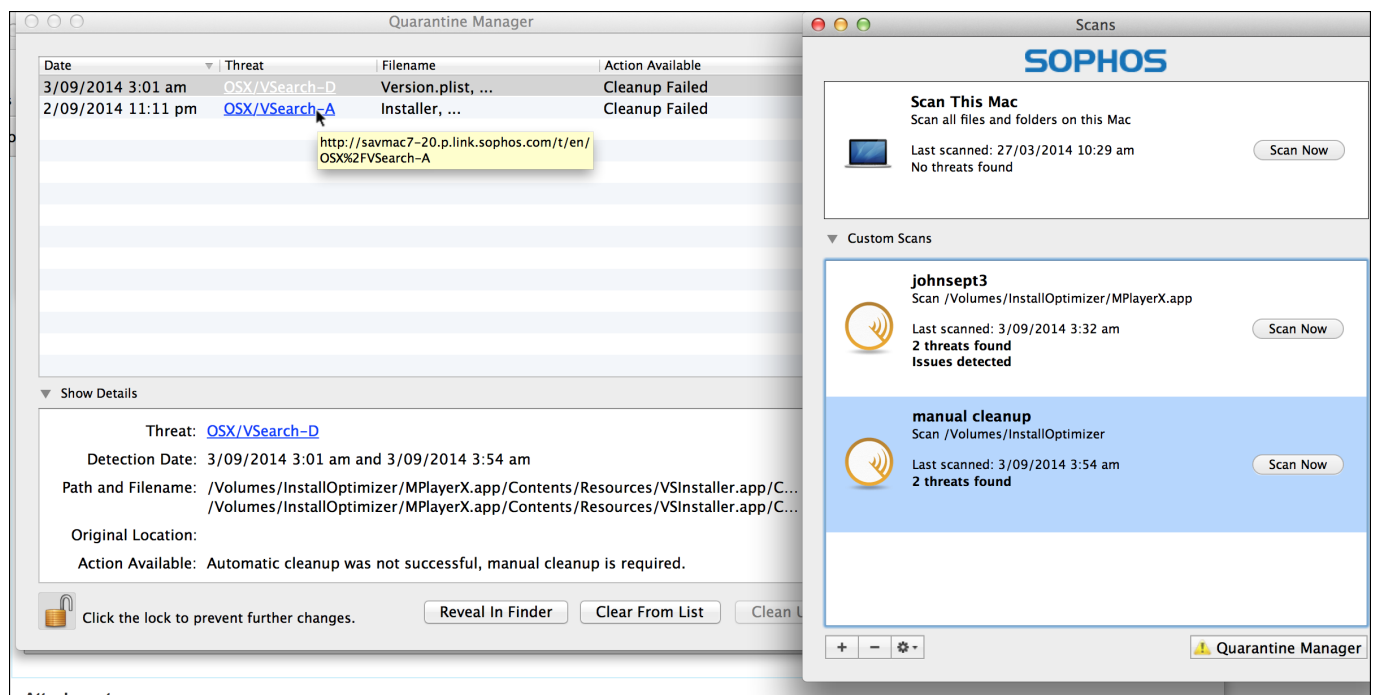 Quarantine Manager
Date Threat Filename Action Available
3/09/2014 3:01 am OSX/VSearch-D Version.plist, ... Cleanup Failed
2/09/2014 11:11 pm OSX/VSearch-A Installer, ... Cleanup Failed
http://savmac7-20.p.link.sophos.com/t/en/
OSX%2FVSearch-A
Show Details
Threat: OSX/VSearch-D
Detection Date: 3/09/2014 3:01 am and 3/09/2014 3:54 am
Path and Filename: /Volumes/InstallOptimizer/MPlayerX.app/Contents/Resources/VSInstaller.app/C...
/Volumes/InstallOptimizer/MPlayerX.app/Contents/Resources/VSInstaller.app/C...
Original Location:
Action Available: Automatic cleanup was not successful, manual cleanup is required.
Click the lock to prevent further changes.
Reveal In Finder
Clear From List
Clean
Scans
SOPHOS
Scan This Mac
Scan all files and folders on this Mac
Last scanned: 27/03/2014 10:29 am
No threats found
Scan Now
Custom Scans
johnsept3
Scan /Volumes/InstallOptimizer/MPlayerX.app
Last scanned: 3/09/2014 3:32 am
2 threats found
Issues detected
Scan Now
manual cleanup
Scan /Volumes/InstallOptimizer
Last scanned: 3/09/2014 3:54 am
2 threats found
Scan Now
Quarantine Manager